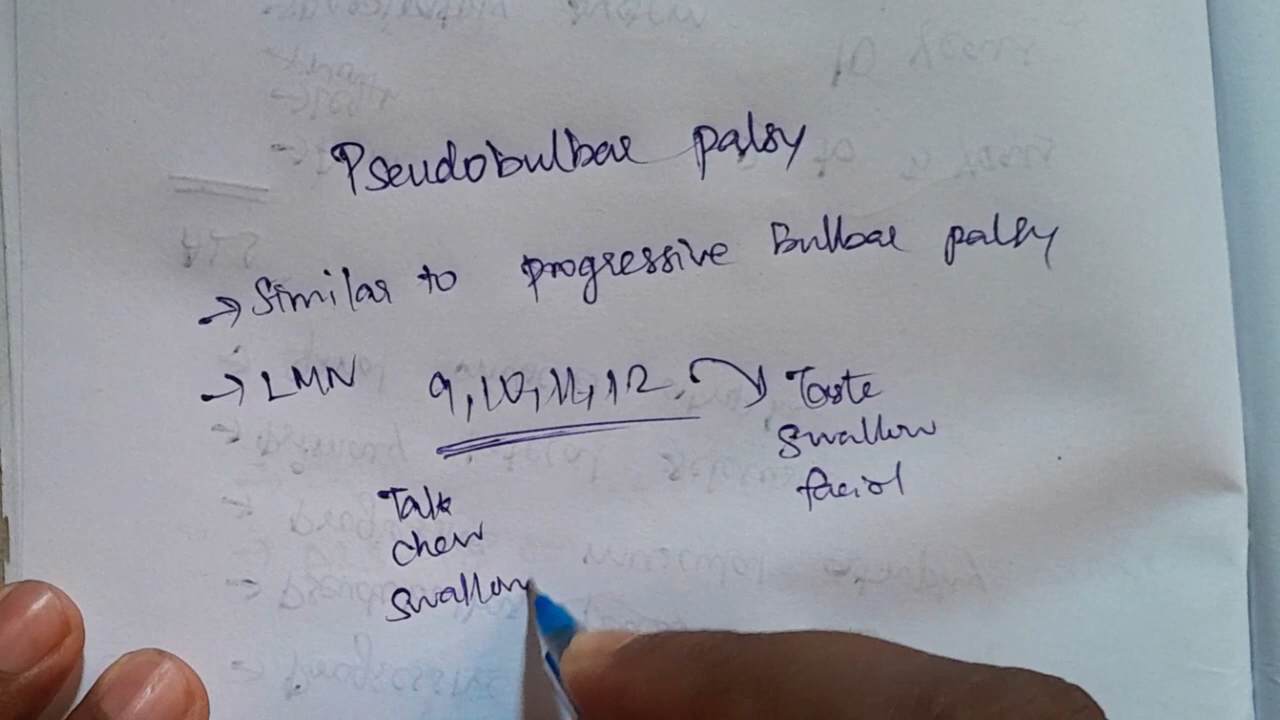 Pseudobulbar palsy
→ Similar to progressive Bulbar palsy
→ LMN 9,10,11,12 → Taste
swallow
facial
Talk
chew
swallow